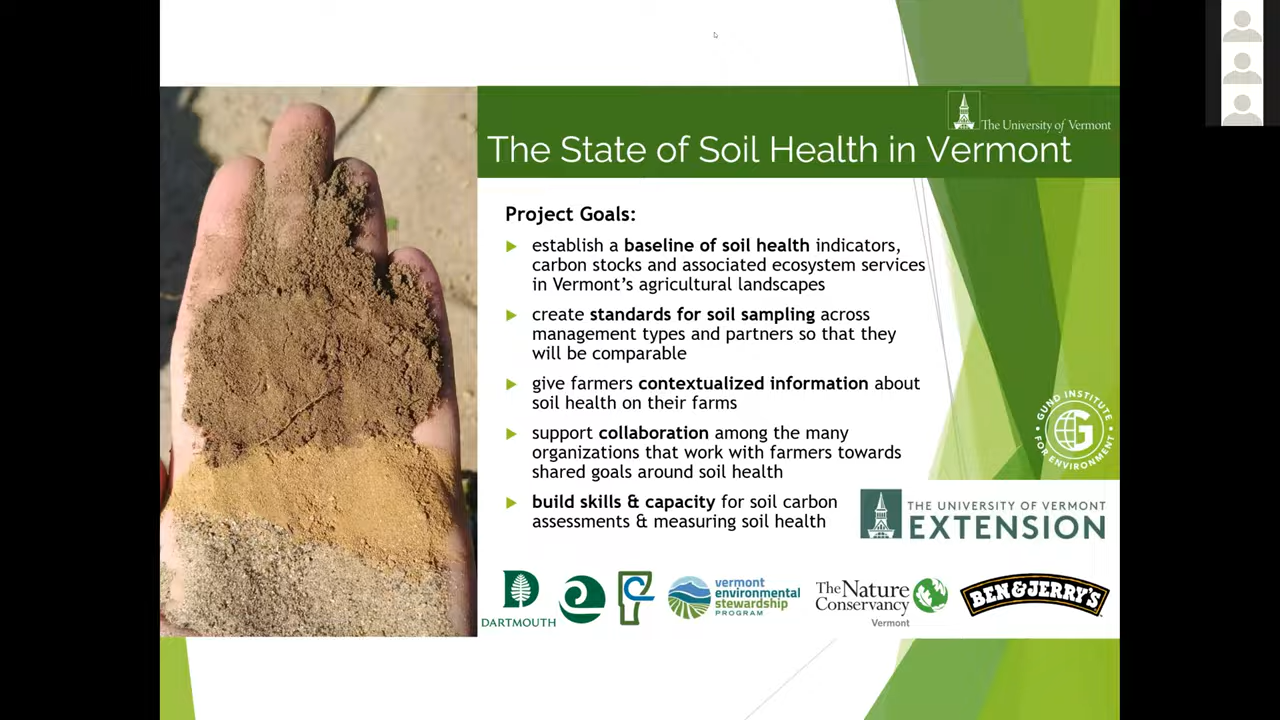 The University of Vermont
The State of Soil Health in Vermont
Project Goals:
establish a baseline of soil health indicators,
carbon stocks and associated ecosystem services
in Vermont's agricultural landscapes
create standards for soil sampling across
management types and partners so that they
will be comparable
give farmers contextualized information about
soil health on their farms
support collaboration among the many
organizations that work with farmers towards
shared goals around soil health
build skills & capacity for soil carbon
assessments & measuring soil health
GUND INSTITUTE
G
• FOR ENVIRONMENT •
THE UNIVERSITY OF VERMONT
EXTENSION
D
DARTMOUTH
vermont
environmental
stewardship
PROGRAM
The Nature
Conservancy
Vermont
BEN & JERRY'S